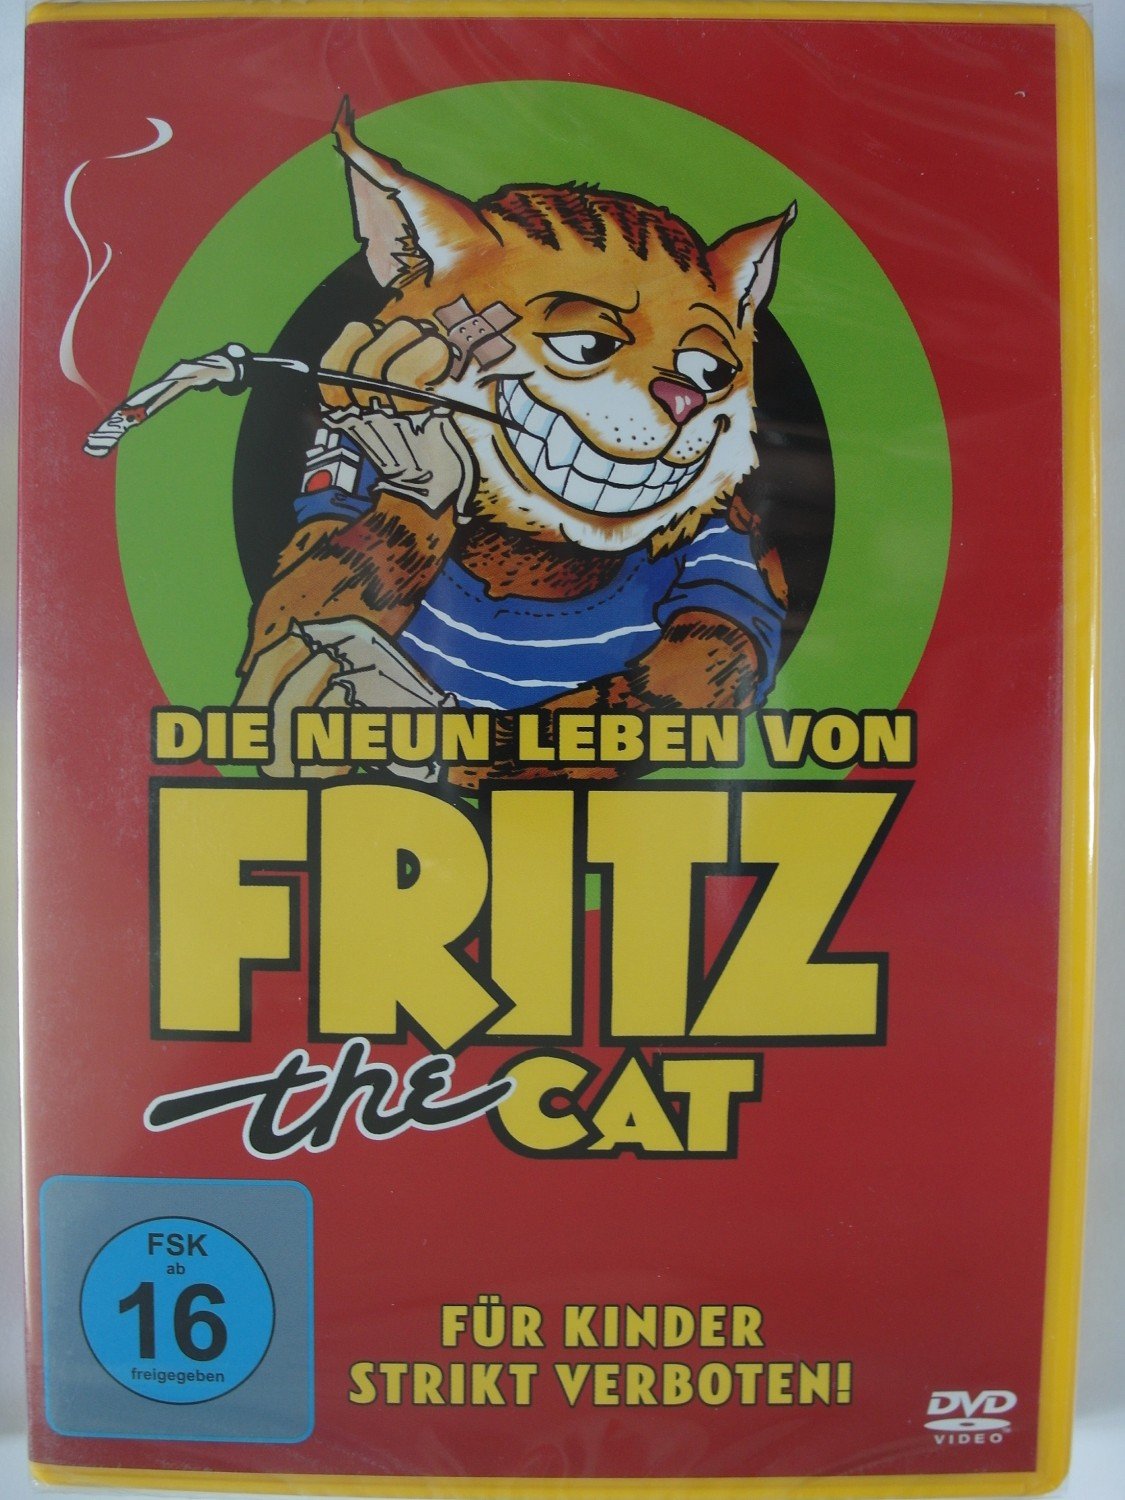 DIE NEUN LEBEN VON
FRITZ
the CAT
FSK
ab
16
freigegeben
FÜR KINDER
STRIKT VERBOTEN!
DVD
VIDEO